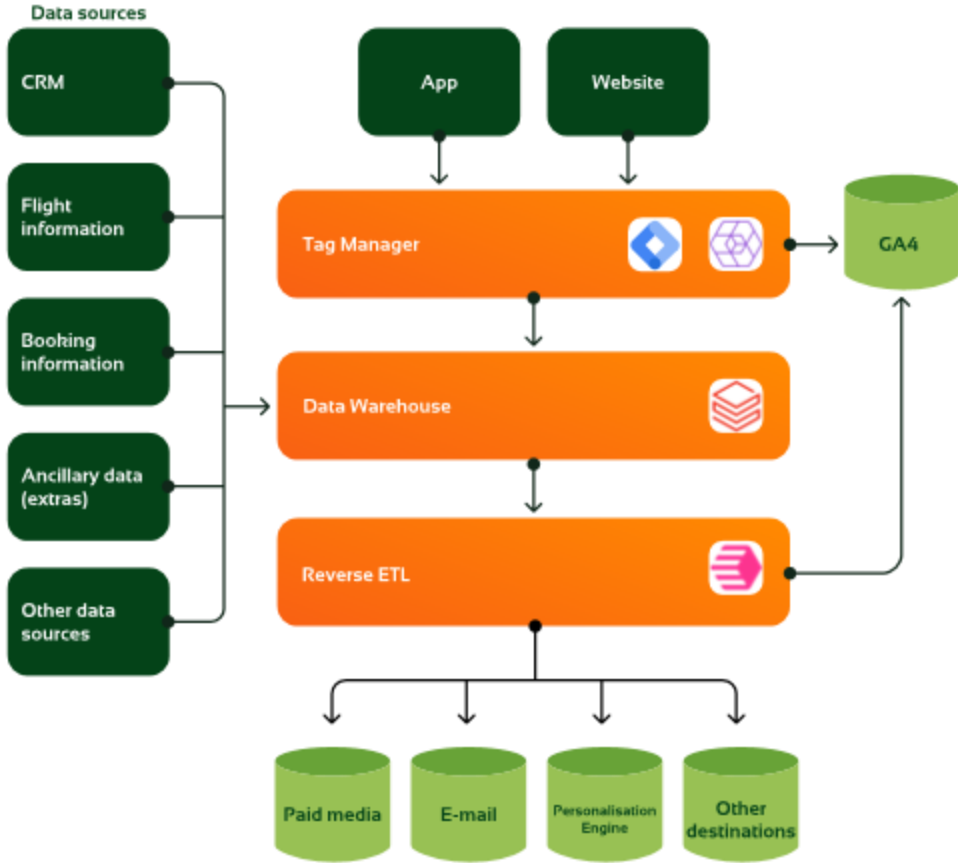 Data sources
CRM
Flight
information
Booking
information
Ancillary data
(extras)
Other data
sources
App
Website
Tag Manager
GA4
Data Warehouse
Reverse ETL
Paid media
E-mail
Personalisation
Engine
Other
destinations